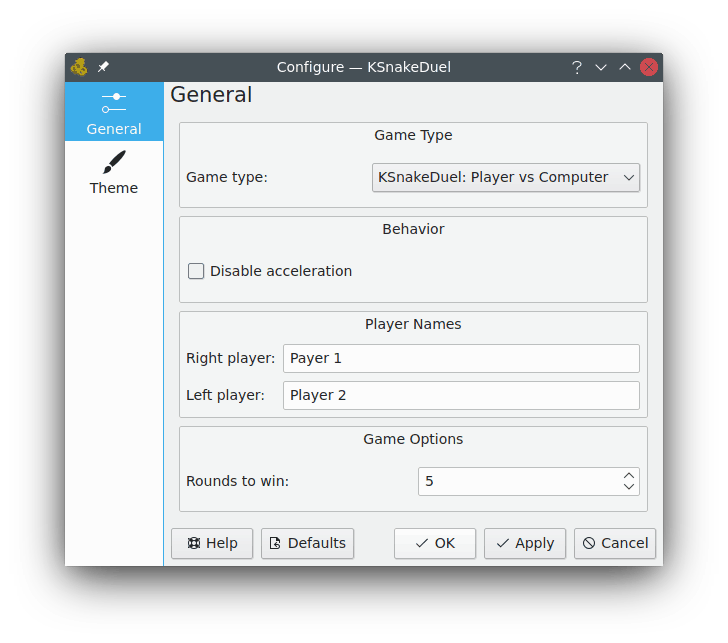 Configure — KSnakeDuel
General
General
Theme
Game Type
Game type: KSnakeDuel: Player vs Computer
Behavior
Disable acceleration
Player Names
Right player: Payer 1
Left player: Player 2
Game Options
Rounds to win: 5
Help Defaults OK Apply Cancel